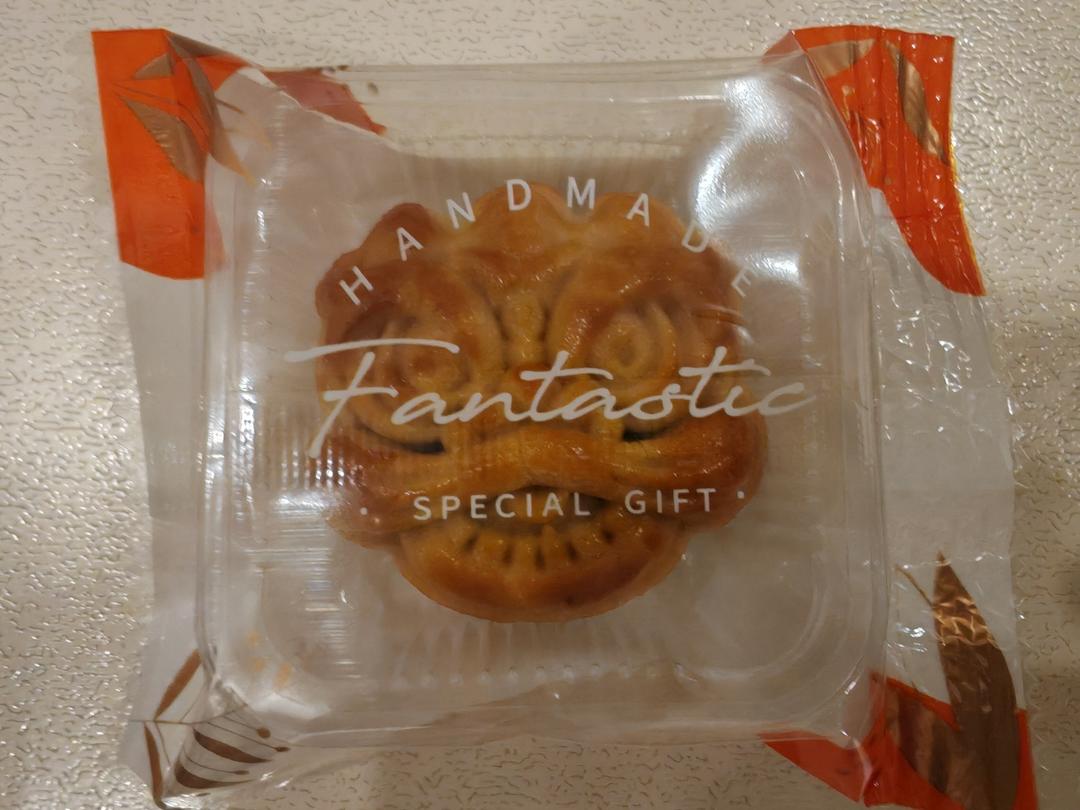 HANDMADE
Fantastic
· SPECIAL GIFT ·